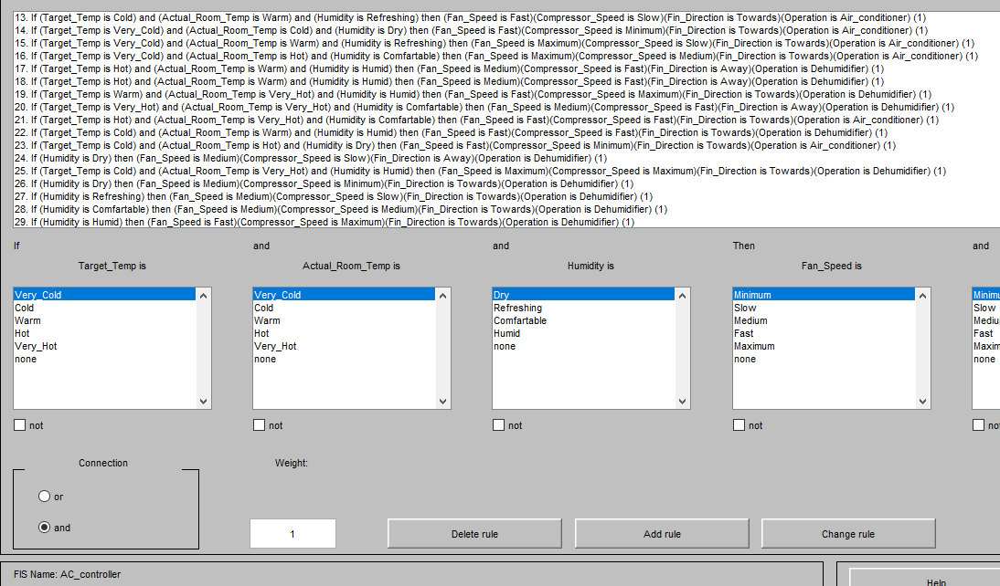 13. If (Target_Temp is Cold) and (Actual_Room_Temp is Warm) and (Humidity is Refreshing) then (Fan_Speed is Fast)(Compressor_Speed is Slow)(Fin_Direction is Towards)(Operation is Air_conditioner) (1)
14. If (Target_Temp is Very_Cold) and (Actual_Room_Temp is Cold) and (Humidity is Dry) then (Fan_Speed is Fast)(Compressor_Speed is Minimum)(Fin_Direction is Towards)(Operation is Air_conditioner) (1)
15. If (Target_Temp is Very_Cold) and (Actual_Room_Temp is Warm) and (Humidity is Refreshing) then (Fan_Speed is Maximum)(Compressor_Speed is Slow)(Fin_Direction is Towards)(Operation is Air_conditioner) (1)
16. If (Target_Temp is Very_Cold) and (Actual_Room_Temp is Hot) and (Humidity is Comfartable) then (Fan_Speed is Maximum)(Compressor_Speed is Medium)(Fin_Direction is Towards)(Operation is Air_conditioner) (1)
17. If (Target_Temp is Hot) and (Actual_Room_Temp is Warm) and (Humidity is Humid) then (Fan_Speed is Medium)(Compressor_Speed is Fast)(Fin_Direction is Away)(Operation is Dehumidifier) (1)
18. If (Target_Temp is Hot) and (Actual_Room_Temp is Warm) and (Humidity is Humid) then (Fan_Speed is Medium)(Compressor_Speed is Fast)(Fin_Direction is Away)(Operation is Dehumidifier) (1)
19. If (Target_Temp is Warm) and (Actual_Room_Temp is Very_Hot) and (Humidity is Humid) then (Fan_Speed is Fast)(Compressor_Speed is Maximum)(Fin_Direction is Towards)(Operation is Dehumidifier) (1)
20. If (Target_Temp is Very_Hot) and (Actual_Room_Temp is Very_Hot) and (Humidity is Comfartable) then (Fan_Speed is Medium)(Compressor_Speed is Fast)(Fin_Direction is Away)(Operation is Dehumidifier) (1)
21. If (Target_Temp is Hot) and (Actual_Room_Temp is Very_Hot) and (Humidity is Comfartable) then (Fan_Speed is Fast)(Compressor_Speed is Fast)(Fin_Direction is Towards)(Operation is Air_conditioner) (1)
22. If (Target_Temp is Cold) and (Actual_Room_Temp is Warm) and (Humidity is Humid) then (Fan_Speed is Fast)(Compressor_Speed is Fast)(Fin_Direction is Towards)(Operation is Dehumidifier) (1)
23. If (Target_Temp is Cold) and (Actual_Room_Temp is Hot) and (Humidity is Dry) then (Fan_Speed is Fast)(Compressor_Speed is Minimum)(Fin_Direction is Towards)(Operation is Air_conditioner) (1)
24. If (Humidity is Dry) then (Fan_Speed is Medium)(Compressor_Speed is Slow)(Fin_Direction is Away)(Operation is Dehumidifier) (1)
25. If (Target_Temp is Cold) and (Actual_Room_Temp is Very_Hot) and (Humidity is Humid) then (Fan_Speed is Maximum)(Compressor_Speed is Maximum)(Fin_Direction is Towards)(Operation is Dehumidifier) (1)
26. If (Humidity is Dry) then (Fan_Speed is Medium)(Compressor_Speed is Minimum)(Fin_Direction is Towards)(Operation is Dehumidifier) (1)
27. If (Humidity is Refreshing) then (Fan_Speed is Medium)(Compressor_Speed is Slow)(Fin_Direction is Towards)(Operation is Dehumidifier) (1)
28. If (Humidity is Comfartable) then (Fan_Speed is Medium)(Compressor_Speed is Medium)(Fin_Direction is Towards)(Operation is Dehumidifier) (1)
29. If (Humidity is Humid) then (Fan_Speed is Fast)(Compressor_Speed is Maximum)(Fin_Direction is Towards)(Operation is Dehumidifier) (1)
If and and Then and
Target_Temp is Actual_Room_Temp is Humidity is Fan_Speed is
Very_Cold Very_Cold Dry Minimum Minimu
Cold Cold Refreshing Slow Slow
Warm Warm Comfartable Medium Mediu
Hot Hot Humid Fast Fast
Very_Hot Very_Hot none Maximum Maxim
none none none none
not not not not no
Connection Weight:
or
and 1 Delete rule Add rule Change rule
FIS Name: AC_controller
Help